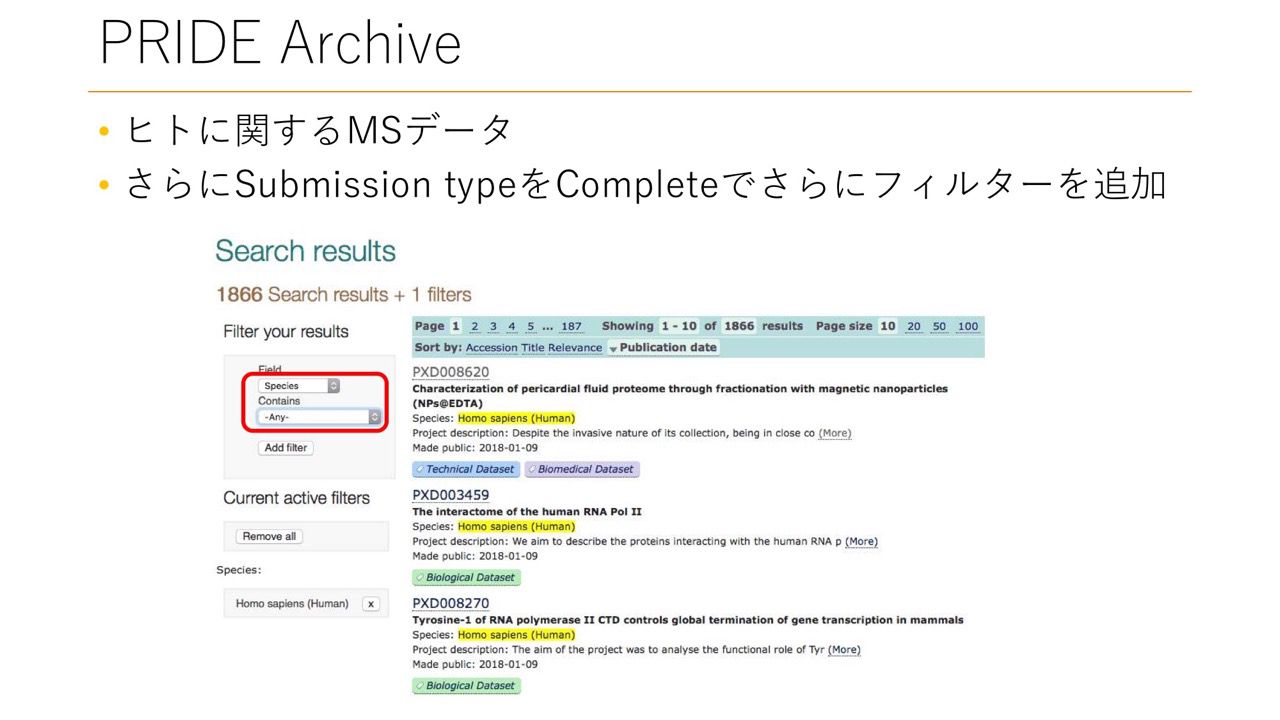 PRIDE Archive
• ヒトに関するMSデータ
• さらにSubmission typeをCompleteでさらにフィルターを追加
Search results
1866 Search results + 1 filters
Filter your results
Field
Species
Contains
-Any-
Add filter
Current active filters
Remove all
Species:
Homo sapiens (Human) x
Page 1 2 3 4 5 ... 187 Showing 1 - 10 of 1866 results Page size 10 20 50 100
Sort by: Accession Title Relevance Publication date
PXD008620
Characterization of pericardial fluid proteome through fractionation with magnetic nanoparticles
(NPs@EDTA)
Species: Homo sapiens (Human)
Project description: Despite the invasive nature of its collection, being in close co (More)
Made public: 2018-01-09
Technical Dataset Biomedical Dataset
PXD003459
The interactome of the human RNA Pol II
Species: Homo sapiens (Human)
Project description: We aim to describe the proteins interacting with the human RNA p (More)
Made public: 2018-01-09
Biological Dataset
PXD008270
Tyrosine-1 of RNA polymerase II CTD controls global termination of gene transcription in mammals
Species: Homo sapiens (Human)
Project description: The aim of the project was to analyse the functional role of Tyr (More)
Made public: 2018-01-09
Biological Dataset